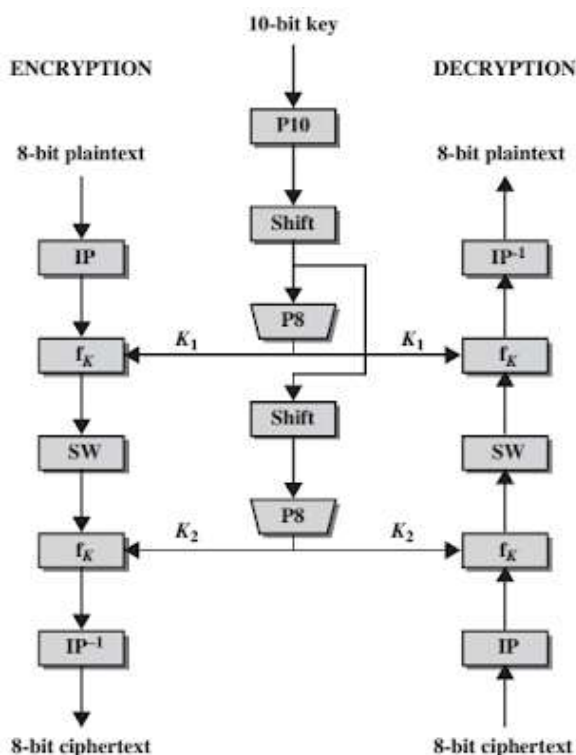 10-bit key
ENCRYPTION
DECRYPTION
P10
8-bit plaintext
8-bit plaintext
Shift
IP
IP⁻¹
P8
K₁
K₁
f_K
f_K
Shift
SW
SW
P8
K₂
K₂
f_K
f_K
IP⁻¹
IP
8-bit ciphertext
8-bit ciphertext